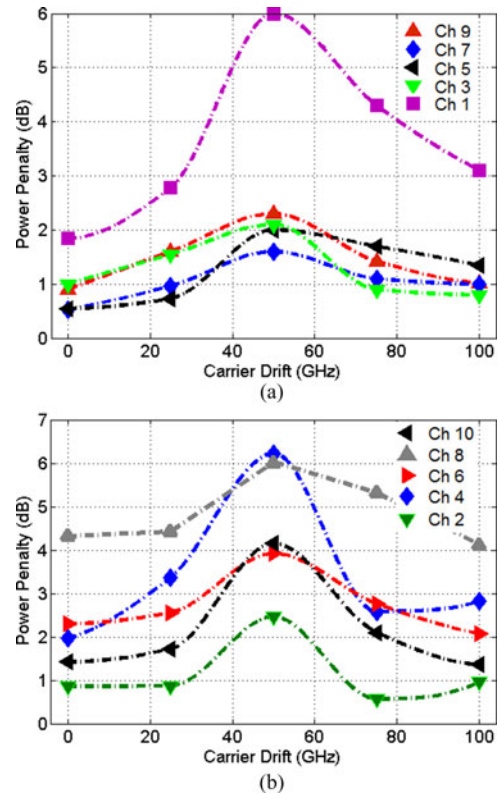 6
5
4
3
2
1
0
Power Penalty (dB)
Ch 9
Ch 7
Ch 5
Ch 3
Ch 1
0 20 40 60 80 100
Carrier Drift (GHz)
(a)
7
6
5
4
3
2
1
0
Power Penalty (dB)
Ch 10
Ch 8
Ch 6
Ch 4
Ch 2
0 20 40 60 80 100
Carrier Drift (GHz)
(b)